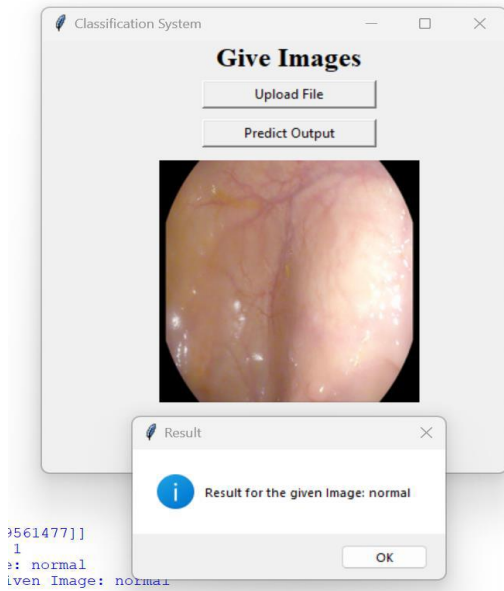 Classification System
Give Images
Upload File
Predict Output
Result
Result for the given Image: normal
OK
9561477]]
1
e: normal
iven Image: normal